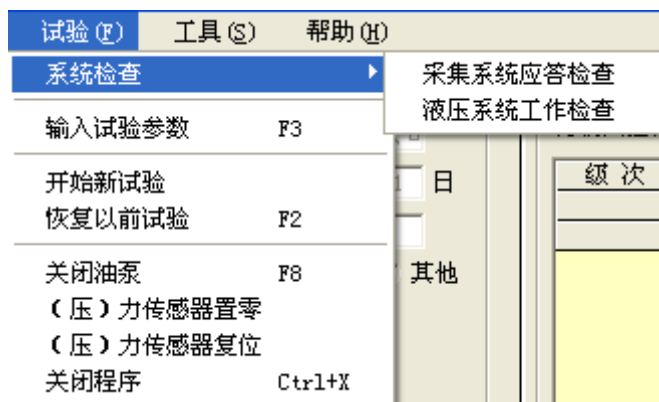 试验(F) 工具(S) 帮助(H)
系统检查
采集系统应答检查
液压系统工作检查
输入试验参数 F3
开始新试验
恢复以前试验 F2
关闭油泵 F8
（压）力传感器置零
（压）力传感器复位
关闭程序 Ctrl+X
日
其他
级次